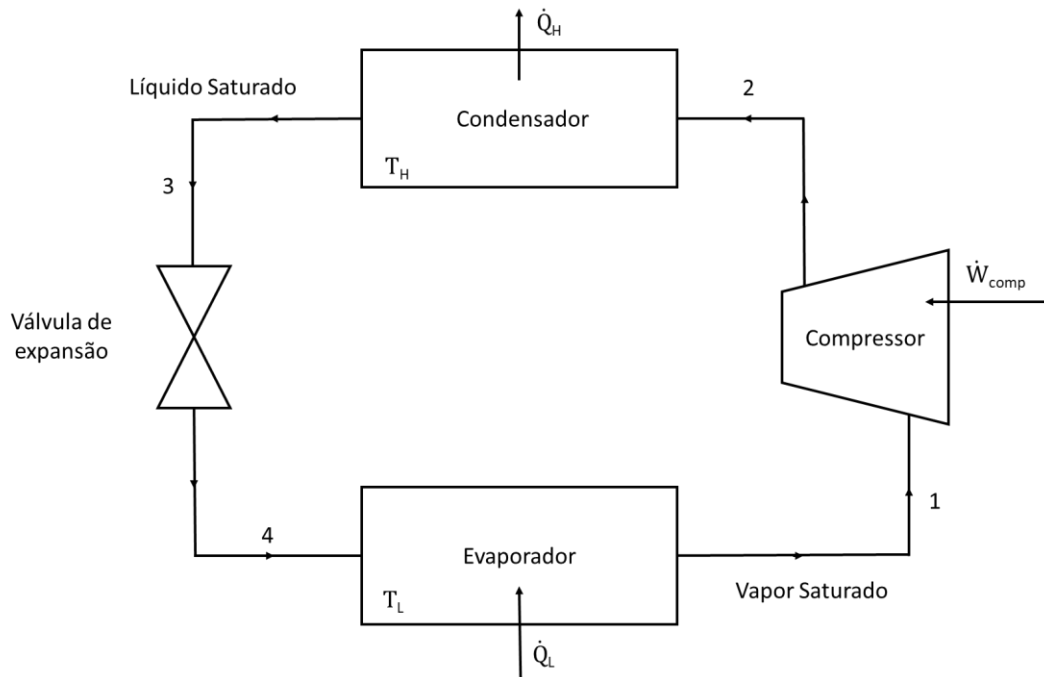 Q̇H
Líquido Saturado
2
Condensador
TH
3
ẆComp
Válvula de
expansão
Compressor
4
Evaporador
1
TL
Vapor Saturado
Q̇L